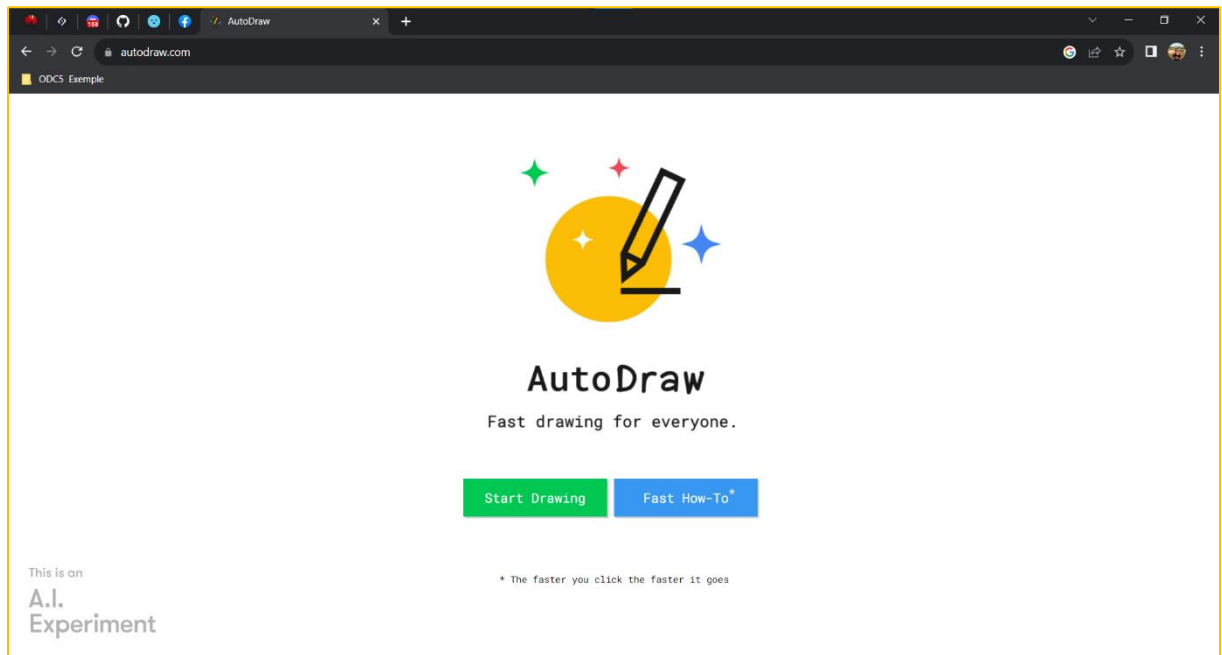 158
AutoDraw
autodraw.com
ODC5 Exemple
AutoDraw
Fast drawing for everyone.
Start Drawing
Fast How-To*
* The faster you click the faster it goes
This is an
A.I.
Experiment